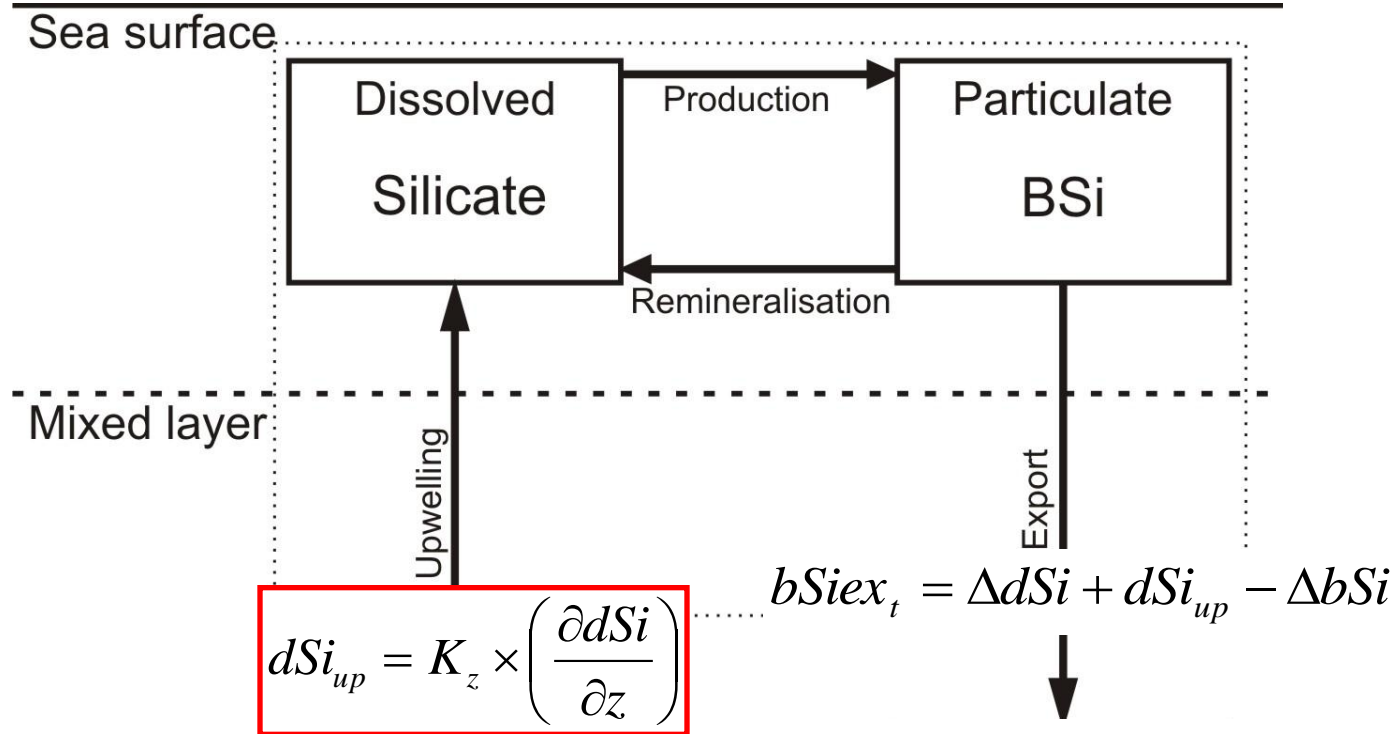 Sea surface
Dissolved
Silicate
Production
Particulate
BSi
Remineralisation
Mixed layer
Upwelling
Export
bSiex_t = ΔdSi + dSi_up − ΔbSi
dSi_up = K_z × (∂dSi/∂z)